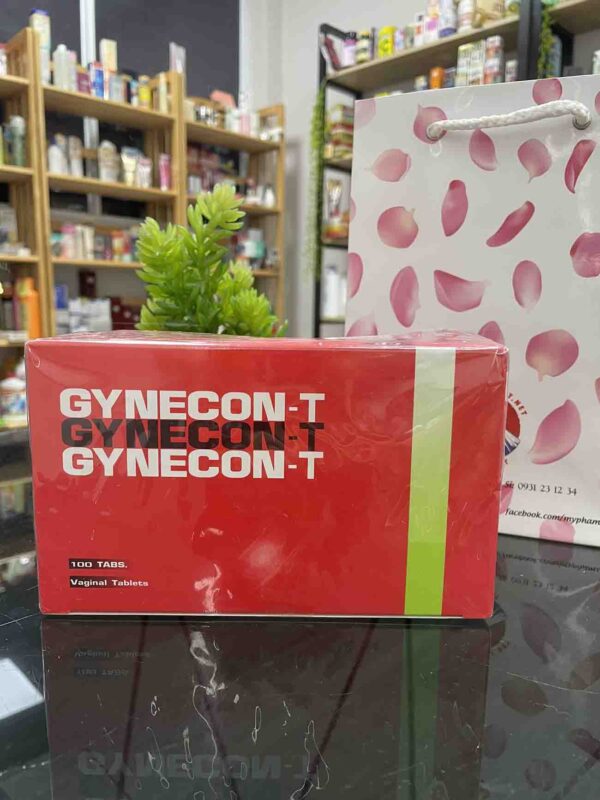 GYNECON-T
GYNECON-T
GYNECON-T
100 TABS.
Vaginal Tablets
0931 23 12 34
facebook.com/mypham